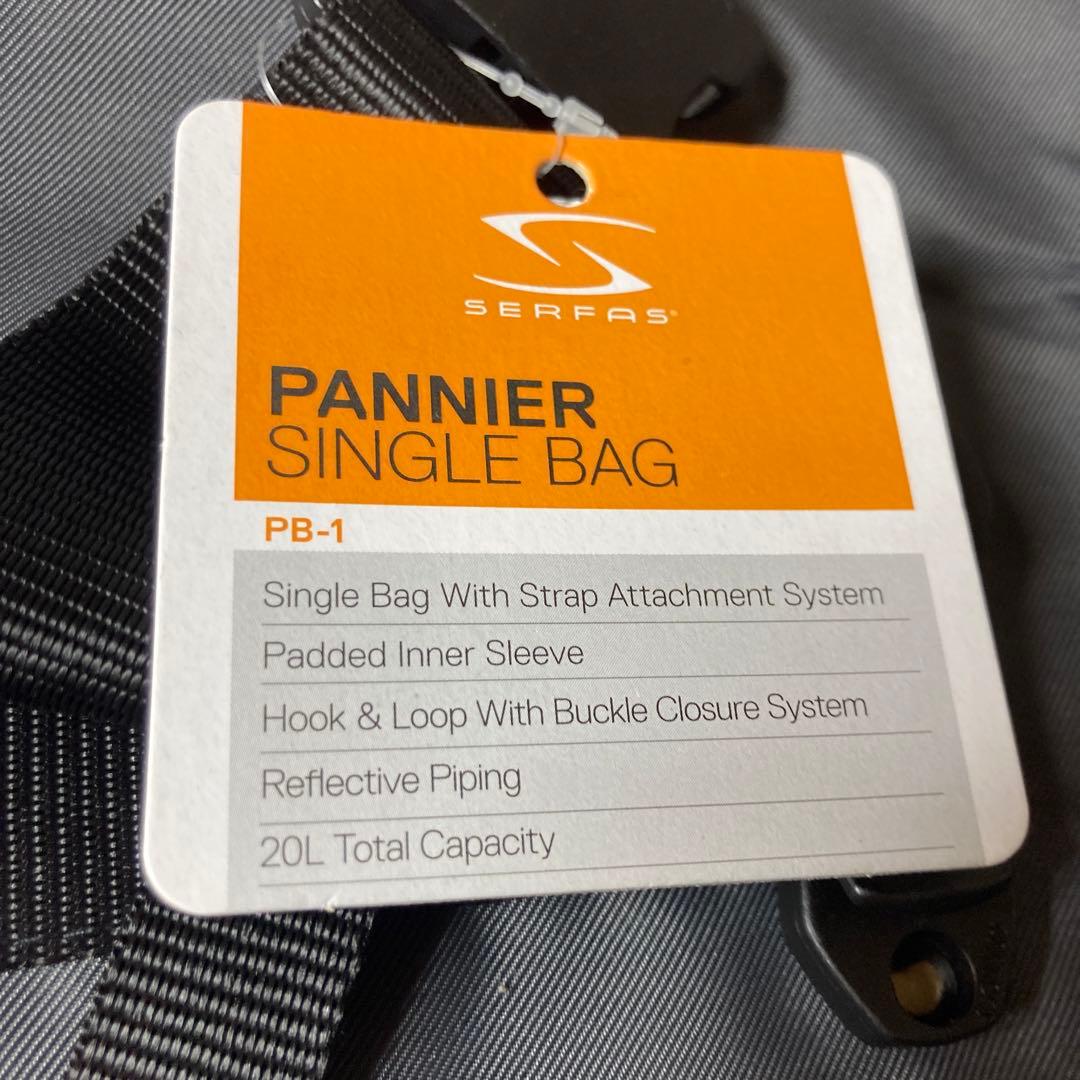 SERFAS®
PANNIER
SINGLE BAG
PB-1
Single Bag With Strap Attachment System
Padded Inner Sleeve
Hook & Loop With Buckle Closure System
Reflective Piping
20L Total Capacity